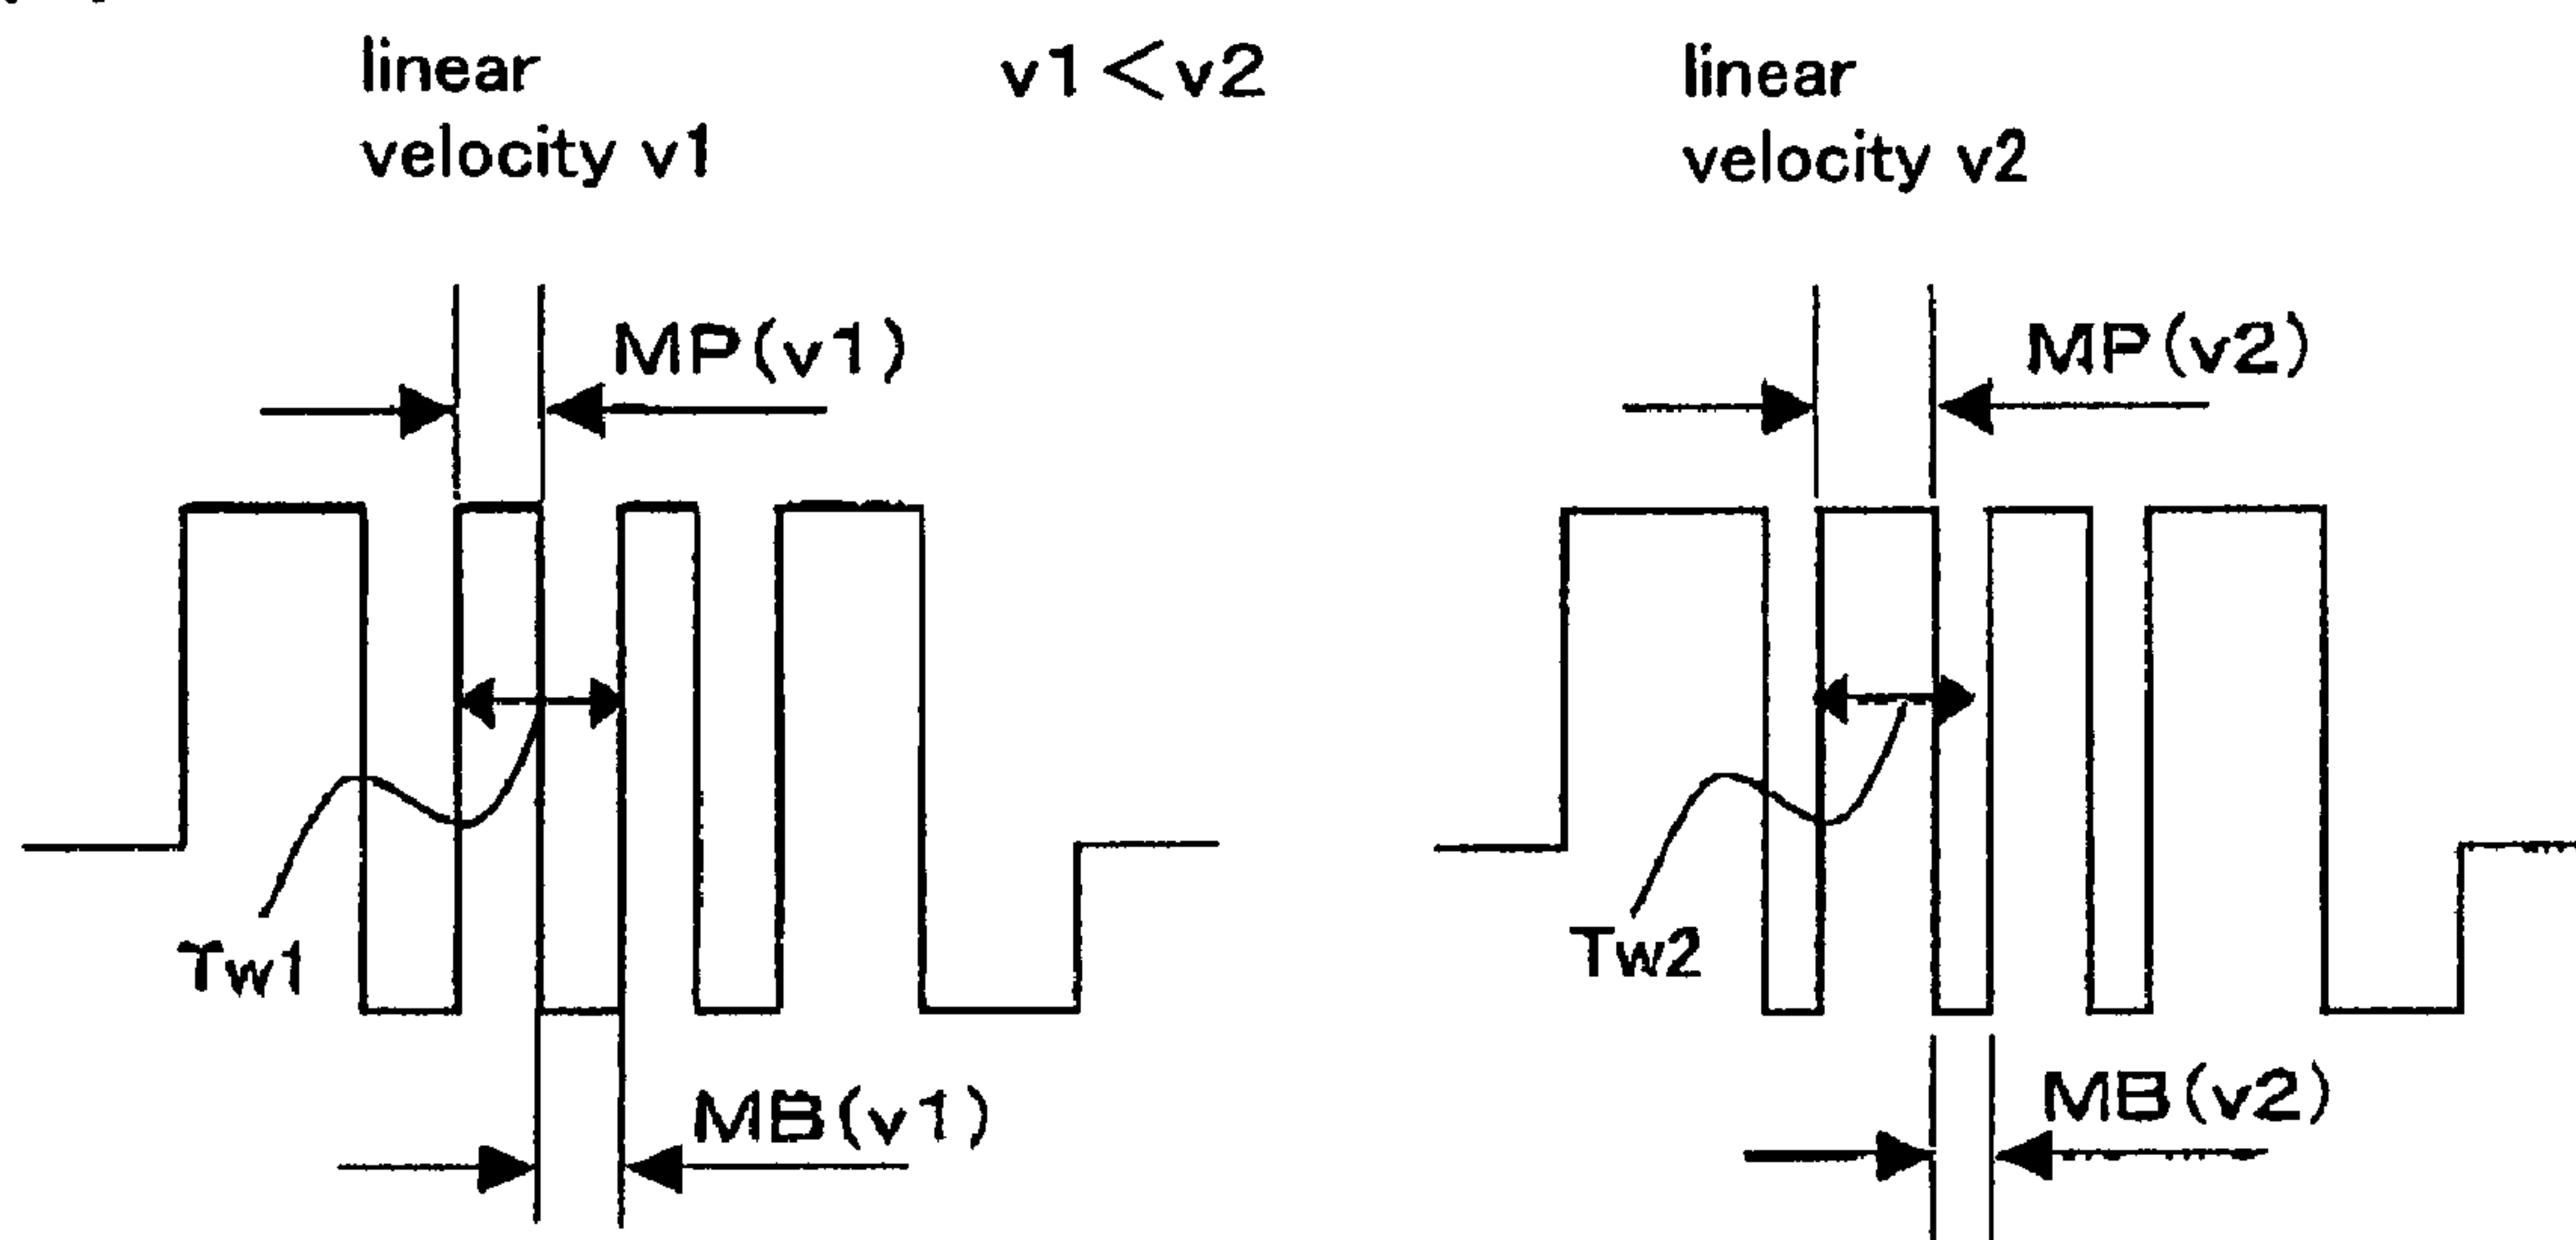 linear
velocity v1
v1<v2
linear
velocity v2
MP(v1)
MP(v2)
Tw1
Tw2
MB(v1)
MB(v2)